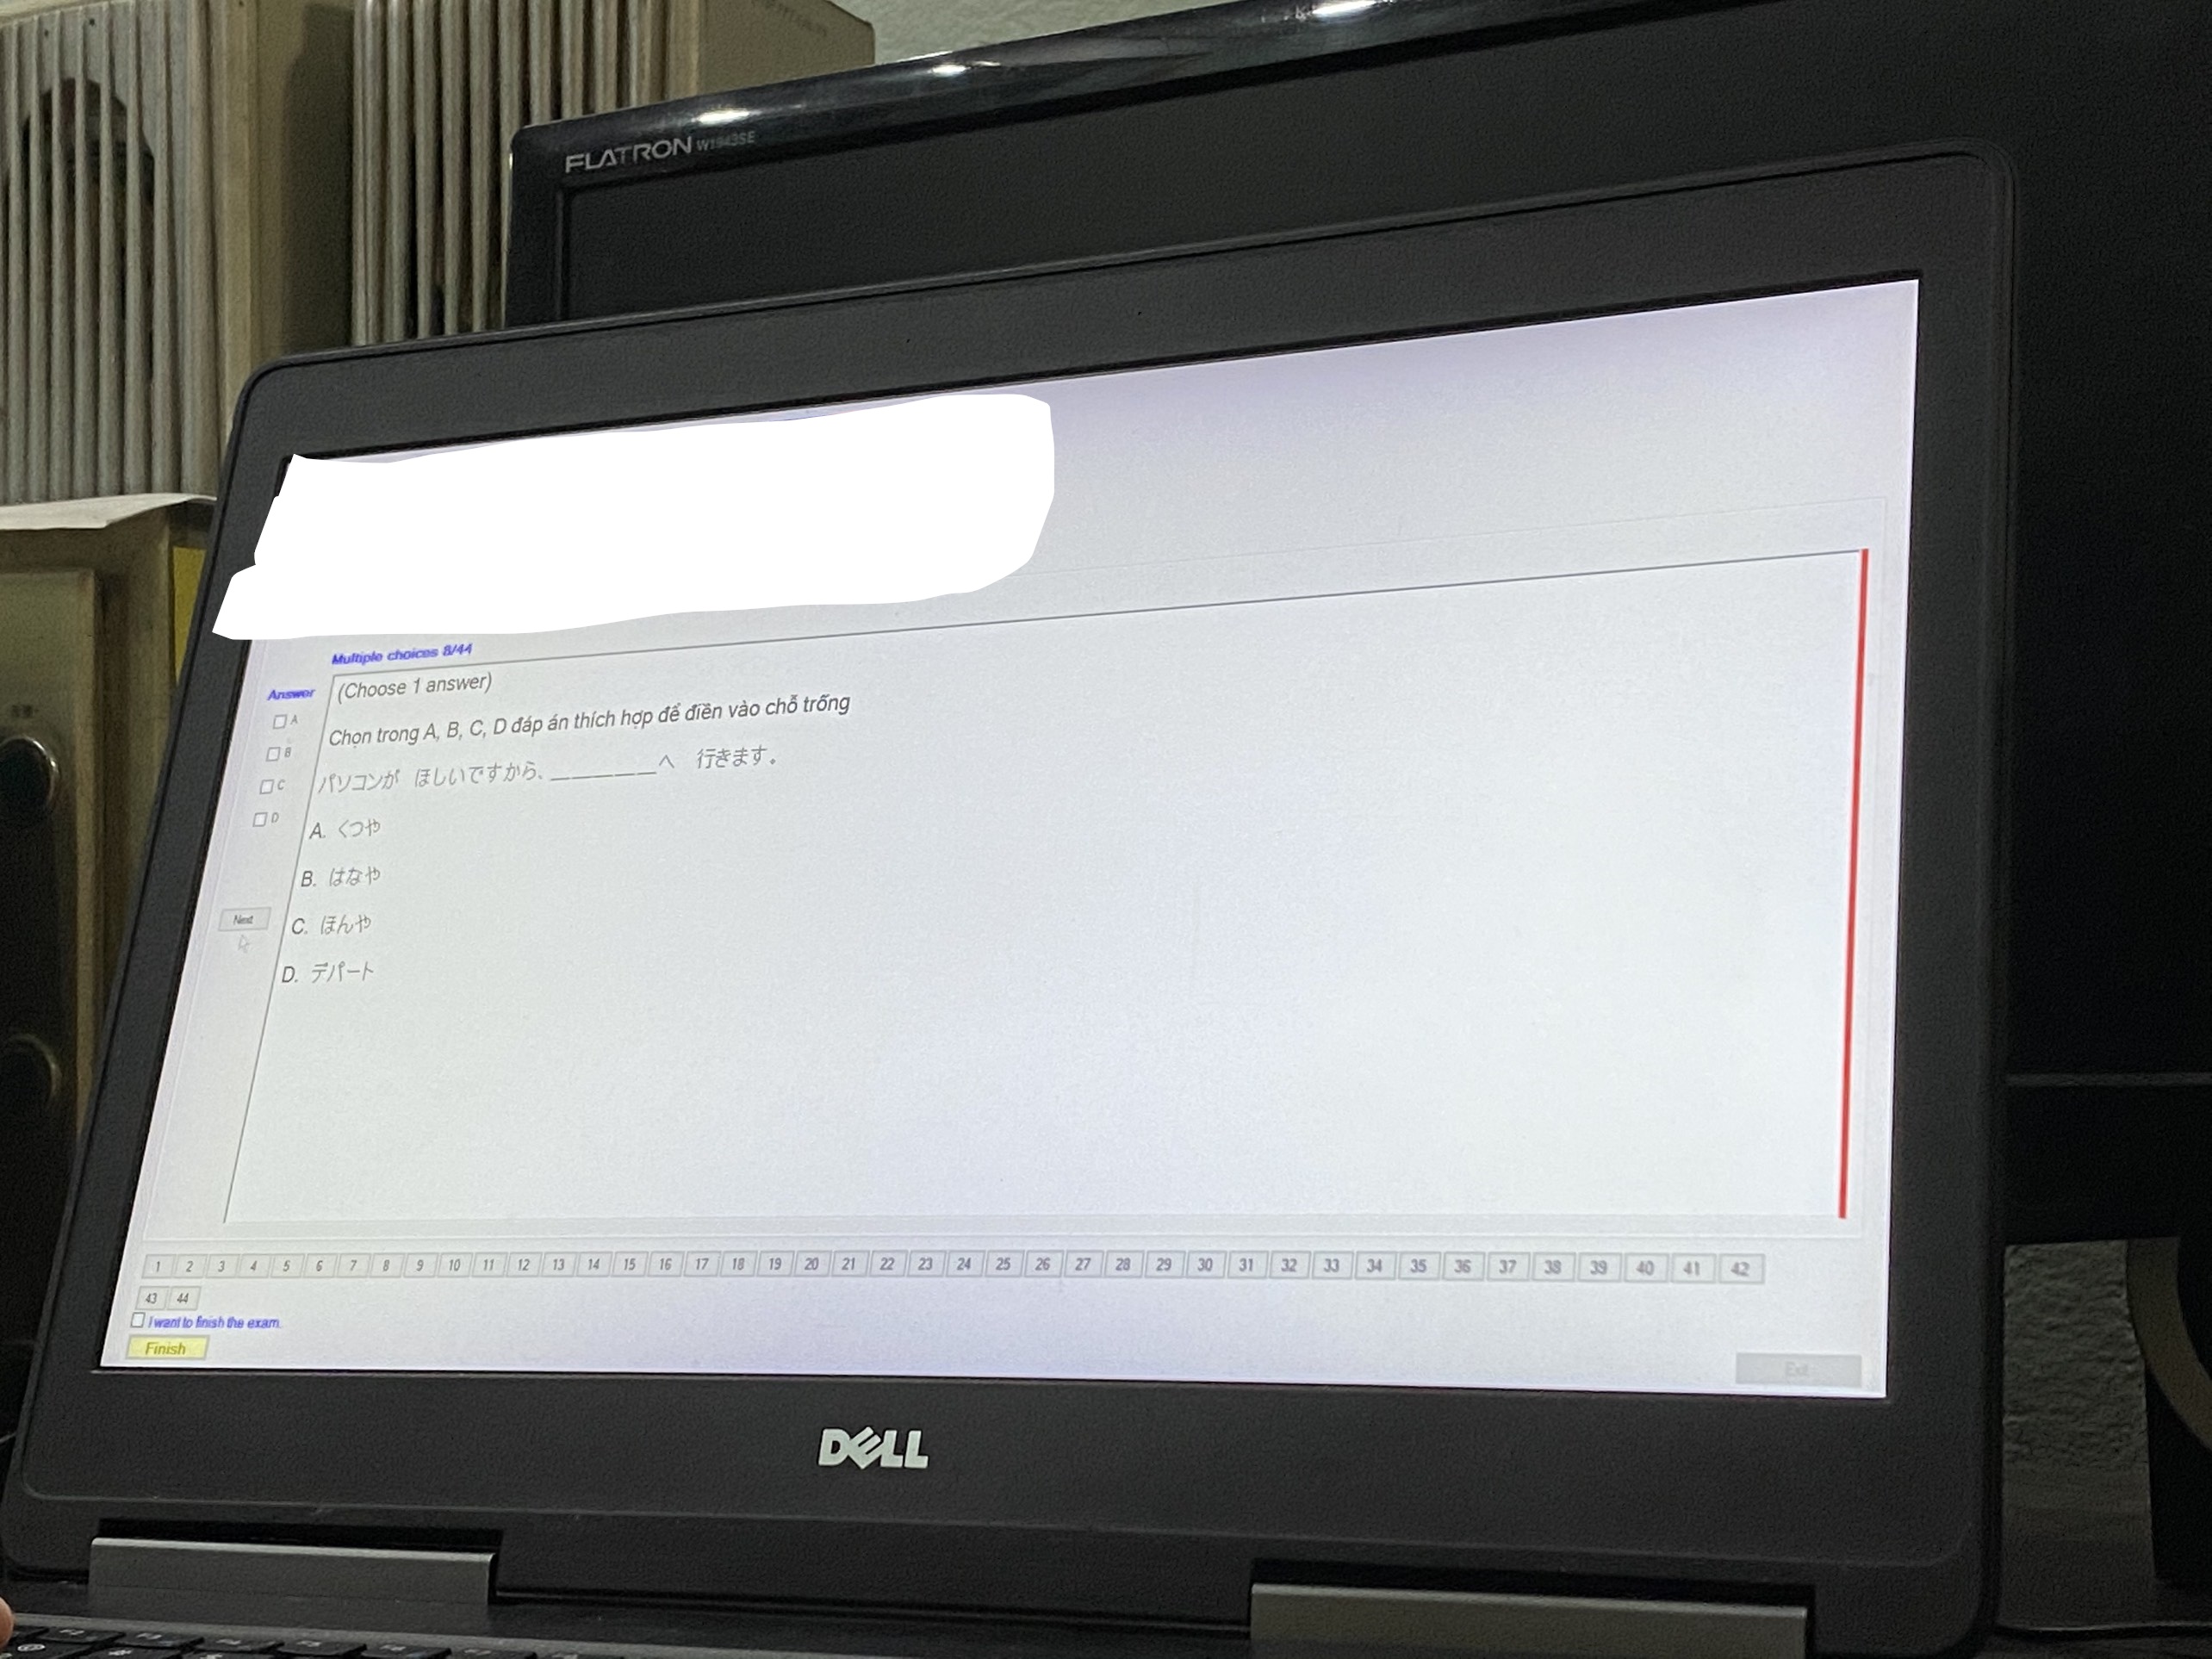 FLATRON W1943SE
Multiple choices 8/44
Answer
(Choose 1 answer)
A
B
C
D
Chọn trong A, B, C, D đáp án thích hợp để điền vào chỗ trống
パソコンが ほしいですから、__________へ 行きます。
A. くつや
B. はなや
C. ほんや
D. デパート
Next
1 2 3 4 5 6 7 8 9 10 11 12 13 14 15 16 17 18 19 20 21 22 23 24 25 26 27 28 29 30 31 32 33 34 35 36 37 38 39 40 41 42
43 44
I want to finish the exam.
Finish
Exit
DELL